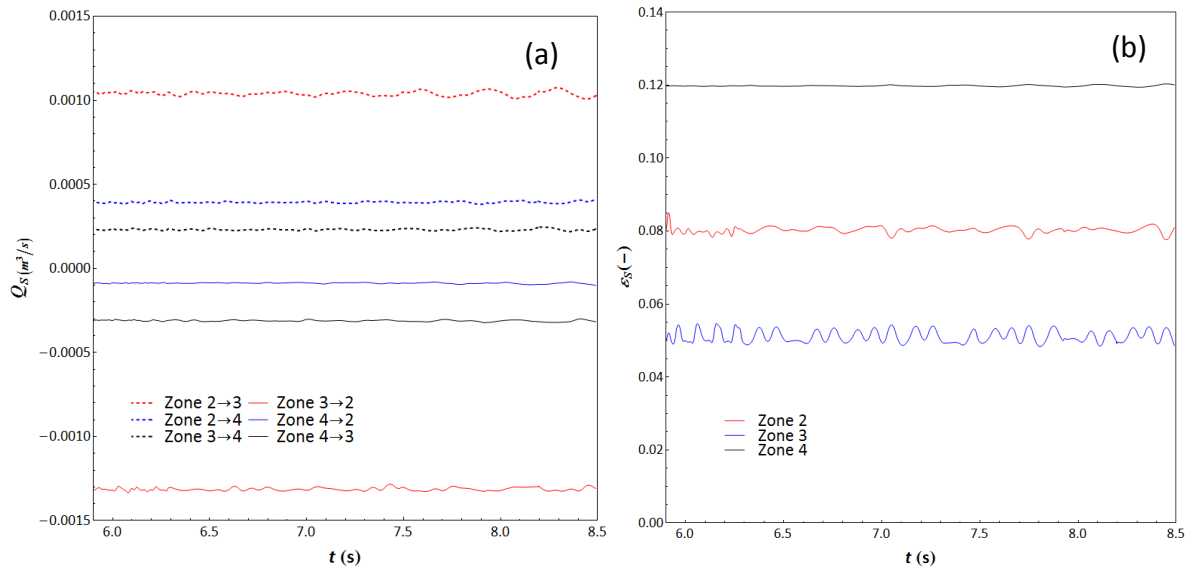 (a)
0.0015
0.0010
0.0005
0.0000
−0.0005
−0.0010
−0.0015
Q_S (m³/s)
Zone 2→3 Zone 3→2
Zone 2→4 Zone 4→2
Zone 3→4 Zone 4→3
6.0 6.5 7.0 7.5 8.0 8.5
t (s)
(b)
0.14
0.12
0.10
0.08
0.06
0.04
0.02
0.00
ε_S(−)
Zone 2
Zone 3
Zone 4
6.0 6.5 7.0 7.5 8.0 8.5
t (s)